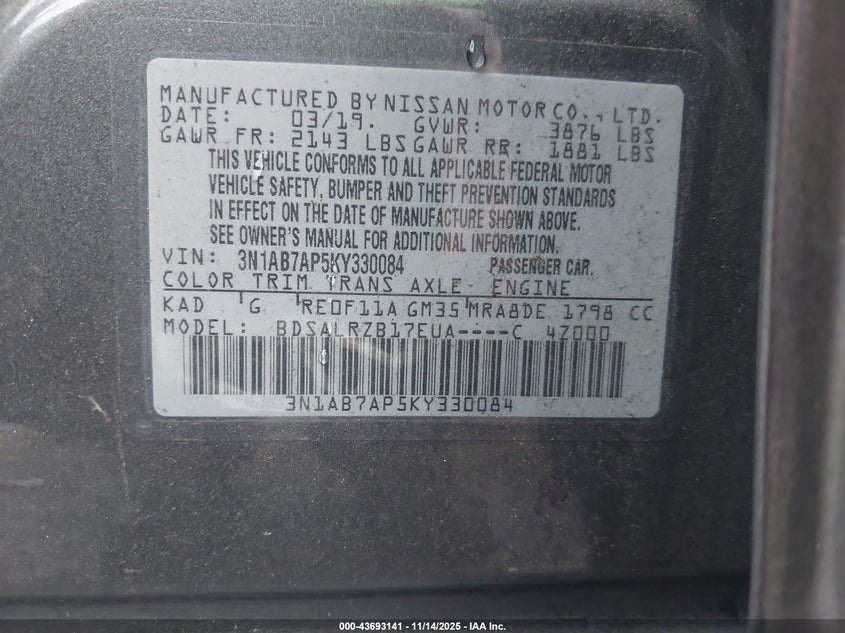 MANUFACTURED BY NISSAN MOTOR CO., LTD.
DATE: 03/19. GVWR: 3876 LBS
GAWR FR: 2143 LBS GAWR RR: 1881 LBS
THIS VEHICLE CONFORMS TO ALL APPLICABLE FEDERAL MOTOR
VEHICLE SAFETY, BUMPER AND THEFT PREVENTION STANDARDS
IN EFFECT ON THE DATE OF MANUFACTURE SHOWN ABOVE.
SEE OWNER'S MANUAL FOR ADDITIONAL INFORMATION.
VIN: 3N1AB7AP5KY330084 PASSENGER CAR.
COLOR TRIM TRANS AXLE ENGINE
KAD G RE0F11A GM35 MRA8DE 1798 CC
MODEL: BDSALRZB17EUA----C 4Z000
3N1AB7AP5KY330084
000-43693141 - 11/14/2025 - IAA Inc.